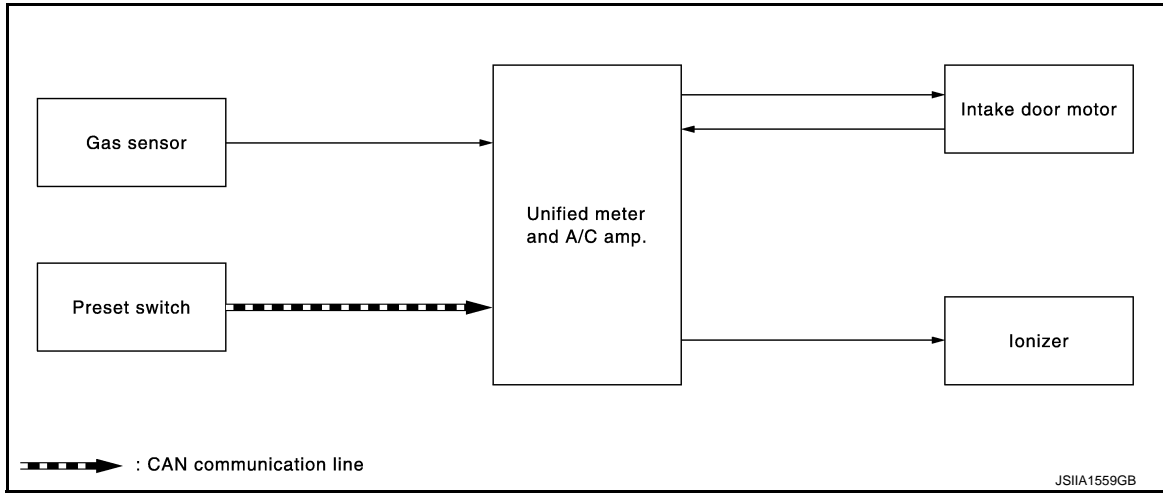 Gas sensor
Preset switch
Unified meter
and A/C amp.
Intake door motor
Ionizer
: CAN communication line
JSIIA1559GB